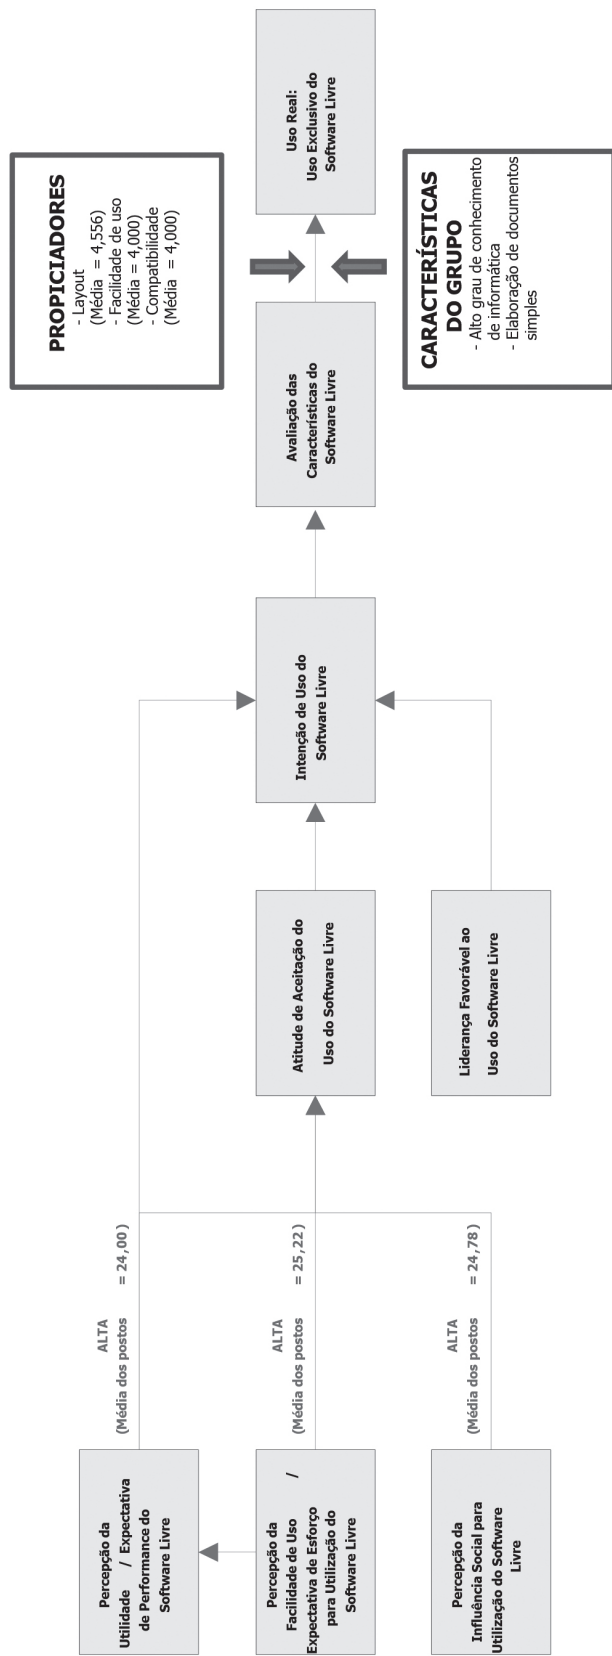 Percepção da
Utilidade / Expectativa
de Performance do
Software Livre
ALTA
(Média dos postos = 24,00)
Percepção da
Facilidade de Uso /
Expectativa de Esforço
para Utilização do
Software Livre
ALTA
(Média dos postos = 25,22)
Percepção da
Influência Social para
Utilização do Software
Livre
ALTA
(Média dos postos = 24,78)
Atitude de Aceitação do
Uso do Software Livre
Liderança Favorável ao
Uso do Software Livre
Intenção de Uso do
Software Livre
Avaliação das
Características do
Software Livre
PROPICIADORES
- Layout
(Média = 4,556)
- Facilidade de uso
(Média = 4,000)
- Compatibilidade
(Média = 4,000)
Uso Real:
Uso Exclusivo do
Software Livre
CARACTERÍSTICAS
DO GRUPO
- Alto grau de conhecimento
de informática
- Elaboração de documentos
simples